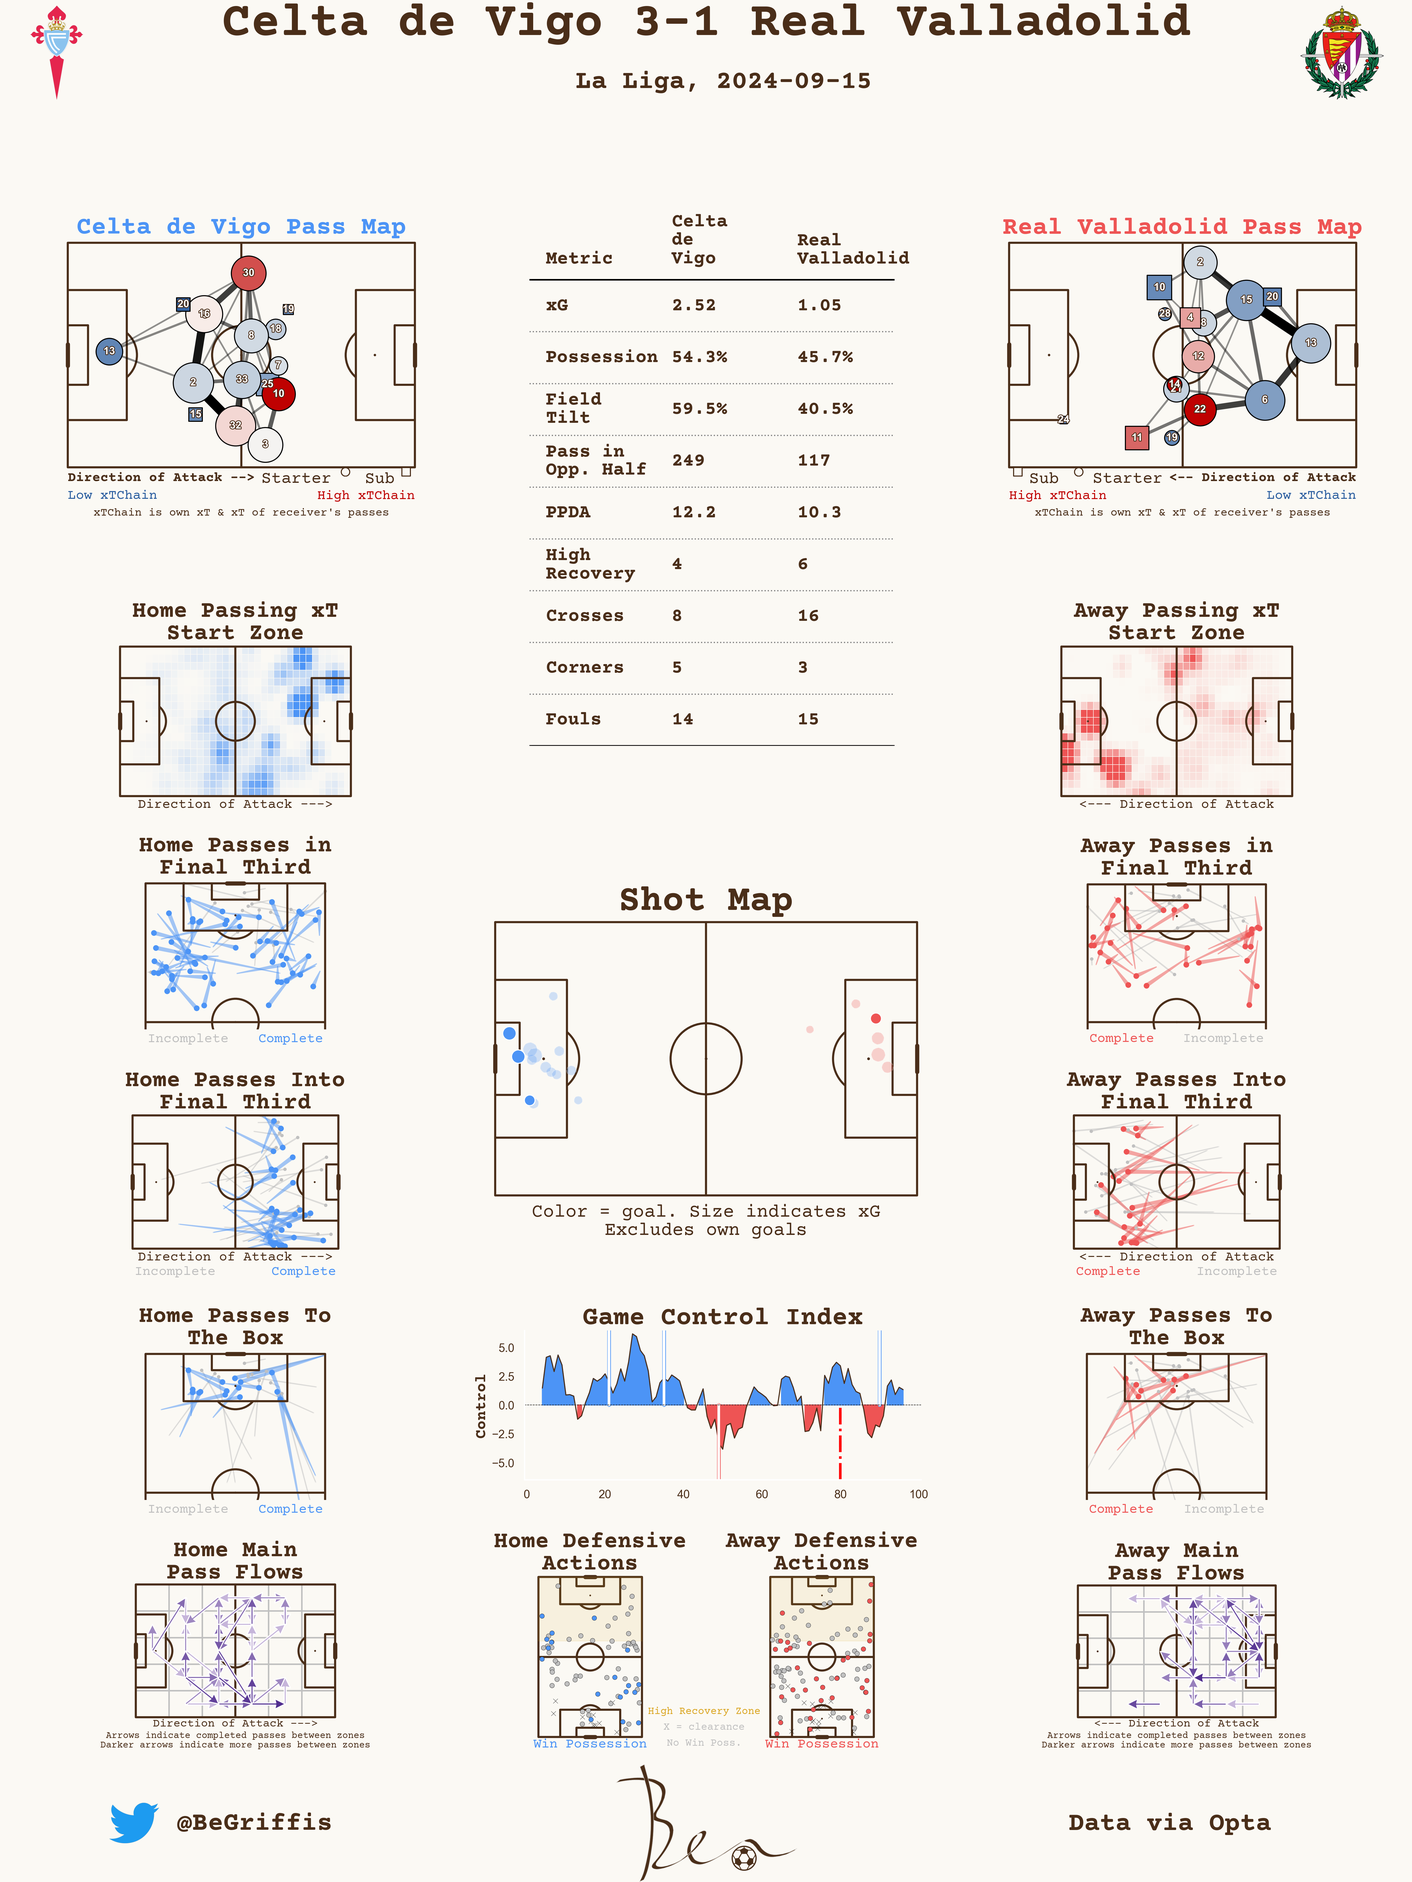 Celta de Vigo 3-1 Real Valladolid
La Liga, 2024-09-15
Celta de Vigo Pass Map
30
20
16
19
18
8
13
7
2
33
25
10
15
32
3
Direction of Attack --> Starter Sub
Low xTChain High xTChain
xTChain is own xT & xT of receiver's passes
Metric Celta de Vigo Real Valladolid
xG 2.52 1.05
Possession 54.3% 45.7%
Field Tilt 59.5% 40.5%
Pass in Opp. Half 249 117
PPDA 12.2 10.3
High Recovery 4 6
Crosses 8 16
Corners 5 3
Fouls 14 15
Real Valladolid Pass Map
2
10
15
20
28
4
8
13
12
14
6
22
24
11
19
Sub Starter <-- Direction of Attack
High xTChain Low xTChain
xTChain is own xT & xT of receiver's passes
Home Passing xT
Start Zone
Direction of Attack --->
Away Passing xT
Start Zone
<--- Direction of Attack
Home Passes in
Final Third
Incomplete Complete
Away Passes in
Final Third
Complete Incomplete
Shot Map
Color = goal. Size indicates xG
Excludes own goals
Home Passes Into
Final Third
Direction of Attack --->
Incomplete Complete
Away Passes Into
Final Third
<--- Direction of Attack
Complete Incomplete
Home Passes To
The Box
Incomplete Complete
Game Control Index
Control
5.0
2.5
0.0
−2.5
−5.0
0 20 40 60 80 100
Away Passes To
The Box
Complete Incomplete
Home Main
Pass Flows
Direction of Attack --->
Arrows indicate completed passes between zones
Darker arrows indicate more passes between zones
Home Defensive
Actions
Win Possession
High Recovery Zone
X = clearance
No Win Poss.
Away Defensive
Actions
Win Possession
Away Main
Pass Flows
<--- Direction of Attack
Arrows indicate completed passes between zones
Darker arrows indicate more passes between zones
@BeGriffis
Ben
Data via Opta